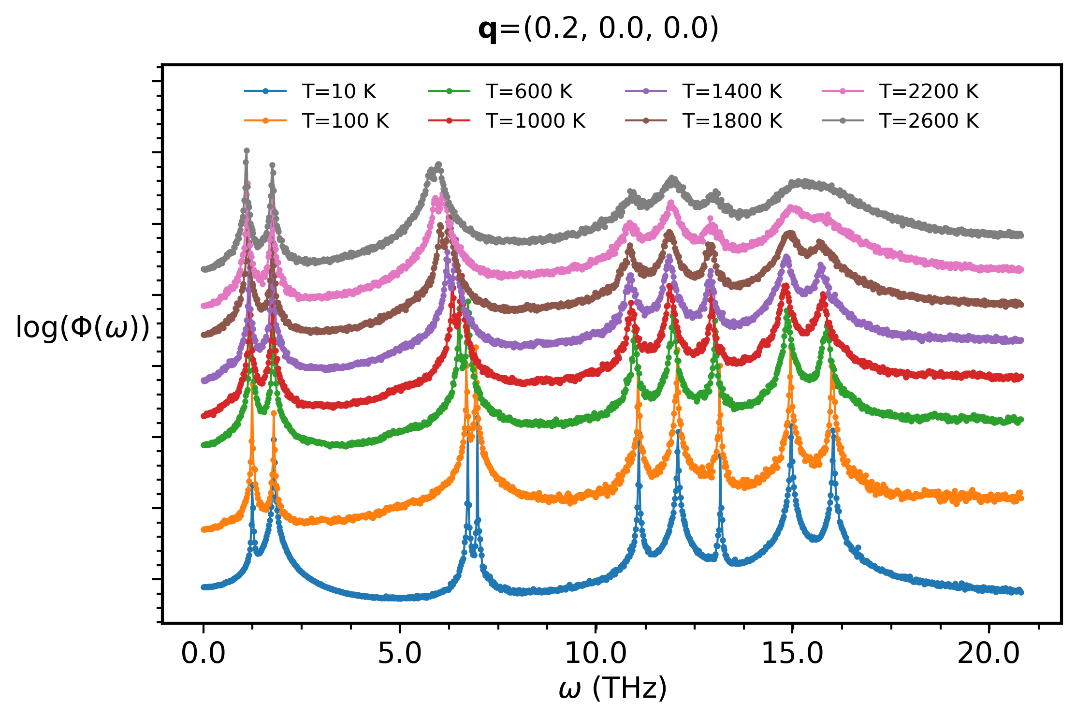 q=(0.2, 0.0, 0.0)
T=10 K T=600 K T=1400 K T=2200 K
T=100 K T=1000 K T=1800 K T=2600 K
log(Φ(ω))
0.0 5.0 10.0 15.0 20.0
ω (THz)